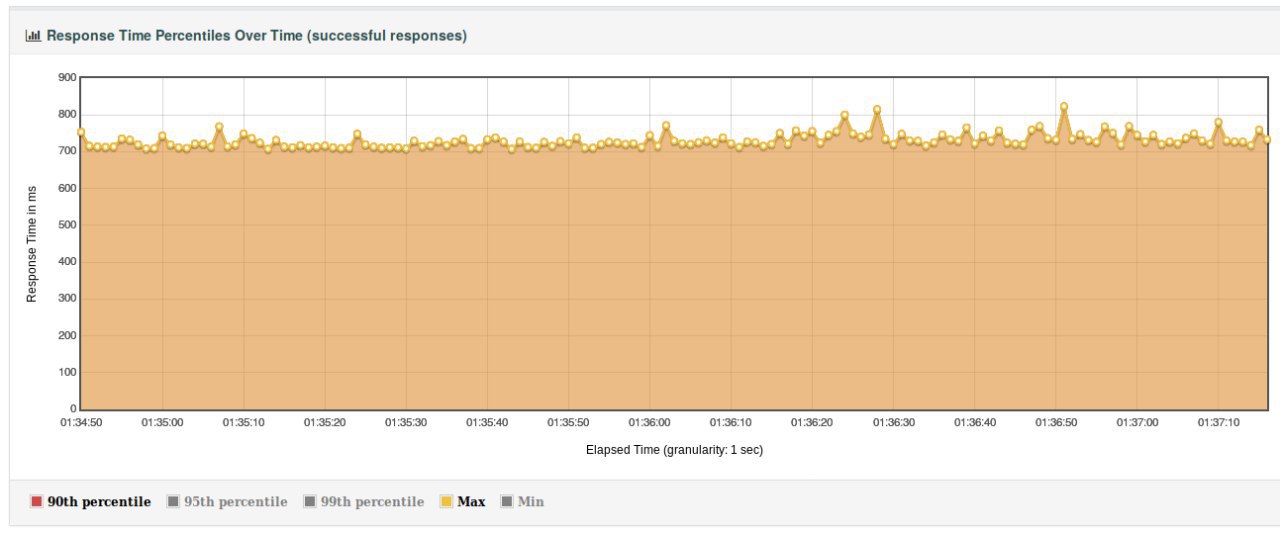 Response Time Percentiles Over Time (successful responses)
900
800
700
600
500
400
300
200
100
0
Response Time in ms
01:34:50 01:35:00 01:35:10 01:35:20 01:35:30 01:35:40 01:35:50 01:36:00 01:36:10 01:36:20 01:36:30 01:36:40 01:36:50 01:37:00 01:37:10
Elapsed Time (granularity: 1 sec)
90th percentile 95th percentile 99th percentile Max Min